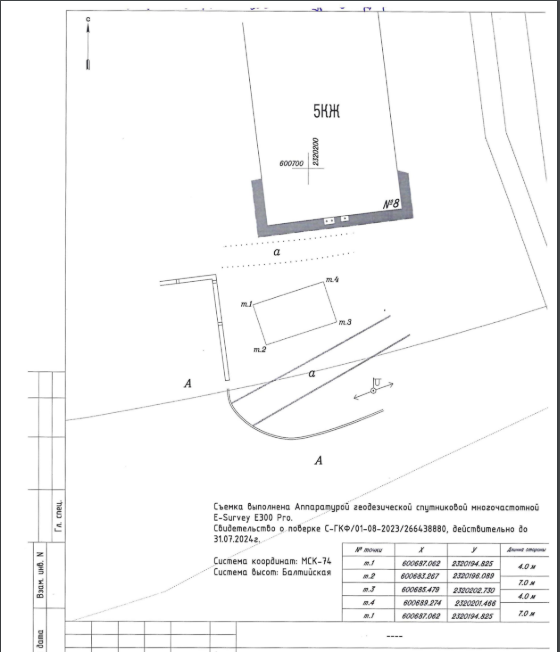 с
5КЖ
600700
2320200
№8
а
т.4
т.1
т.3
т.2
а
А
А
Съемка выполнена Аппаратурой геодезической спутниковой многочастотной
E-Survey E300 Pro.
Свидетельство о поверке С-ГКФ/01-08-2023/266438880, действительно до
31.07.2024г.
Система координат: МСК-74
Система высот: Балтийская
№ точки X У Длина стороны
т.1 600687.062 2320194.825
4.0 м
т.2 600683.267 2320196.089
7.0 м
т.3 600685.479 2320202.730
4.0 м
т.4 600689.274 2320201.466
7.0 м
т.1 600687.062 2320194.825
Гл. спец.
Взам. инв. N
дата
----